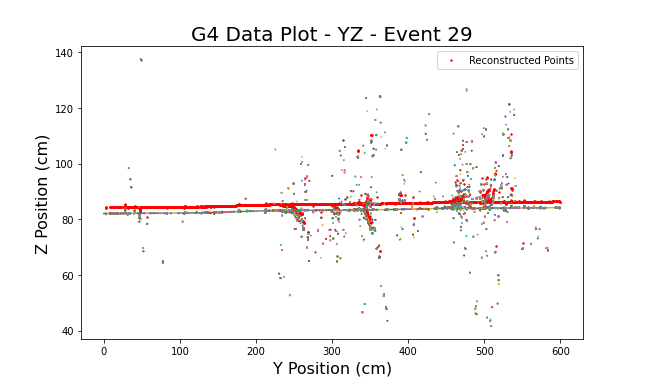 G4 Data Plot - YZ - Event 29
Reconstructed Points
140
120
100
80
60
40
Z Position (cm)
0 100 200 300 400 500 600
Y Position (cm)